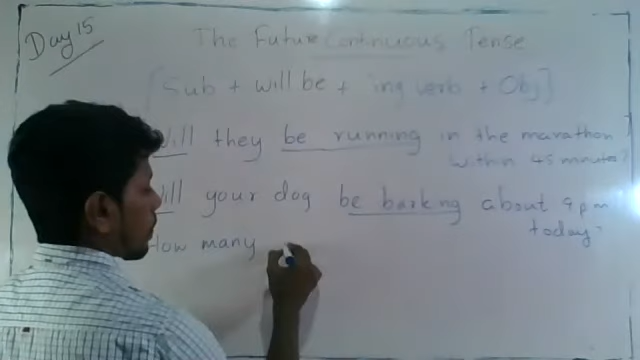 Day 15
The Future Continuous Tense
[Sub + will be + ing verb + Obj]
Will they be running in the marathon
within 45 minutes?
Will your dog be barking about 9 pm
today?
How many